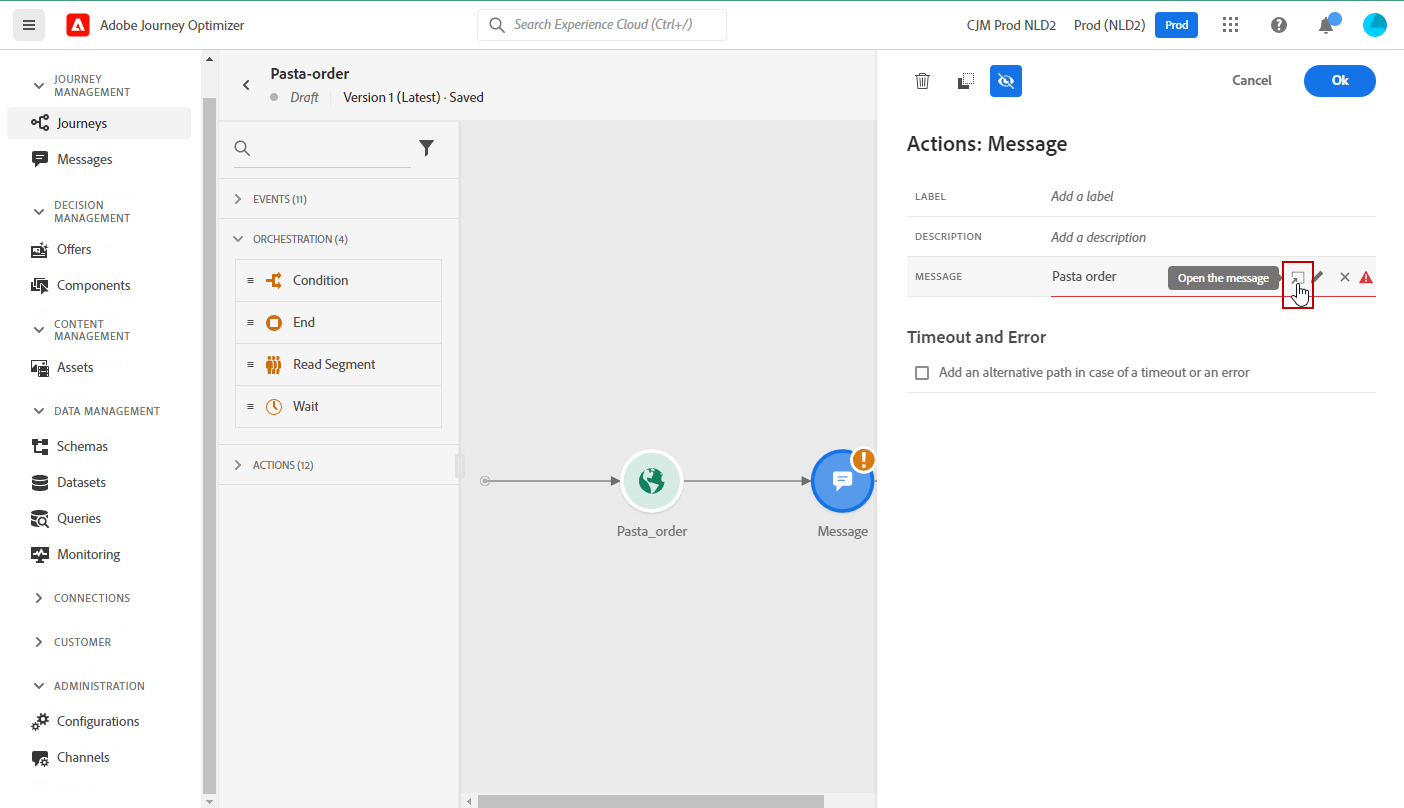 Adobe Journey Optimizer
Search Experience Cloud (Ctrl+/)
CJM Prod NLD2
Prod (NLD2)
Prod
JOURNEY
MANAGEMENT
Journeys
Messages
DECISION
MANAGEMENT
Offers
Components
CONTENT
MANAGEMENT
Assets
DATA MANAGEMENT
Schemas
Datasets
Queries
Monitoring
CONNECTIONS
CUSTOMER
ADMINISTRATION
Configurations
Channels
Pasta-order
Draft
Version 1 (Latest) · Saved
EVENTS (11)
ORCHESTRATION (4)
Condition
End
Read Segment
Wait
ACTIONS (12)
Pasta_order
Message
Cancel
Ok
Actions: Message
LABEL
Add a label
DESCRIPTION
Add a description
MESSAGE
Pasta order
Open the message
Timeout and Error
Add an alternative path in case of a timeout or an error